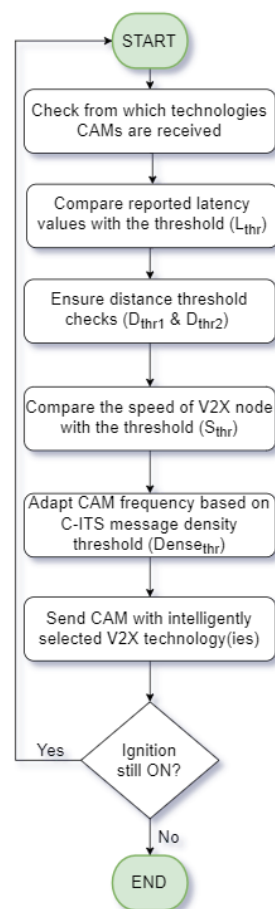 START
Check from which technologies
CAMs are received
Compare reported latency
values with the threshold (Lthr)
Ensure distance threshold
checks (Dthr1 & Dthr2)
Compare the speed of V2X node
with the threshold (Sthr)
Adapt CAM frequency based on
C-ITS message density
threshold (Densethr)
Send CAM with intelligently
selected V2X technology(ies)
Yes
Ignition
still ON?
No
END